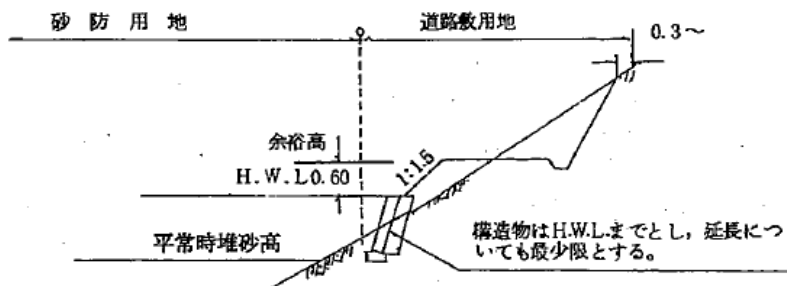 砂防用地
道路敷用地
0.3〜
余裕高
H.W.L0.60
1:1.5
平常時堆砂高
構造物はH.W.L.までとし，延長につ
いても最少限とする。